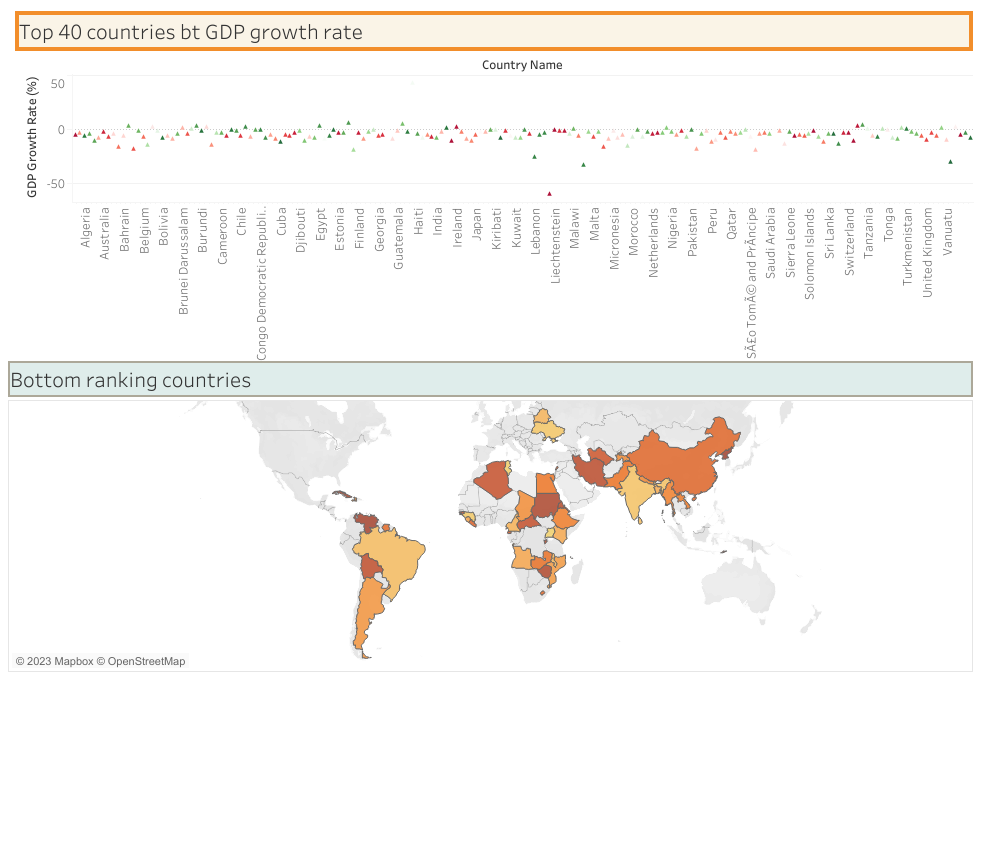 Top 40 countries bt GDP growth rate
Country Name
GDP Growth Rate (%)
50
0
-50
Algeria
Australia
Bahrain
Belgium
Bolivia
Brunei Darussalam
Burundi
Cameroon
Chile
Congo Democratic Republi..
Cuba
Djibouti
Egypt
Estonia
Finland
Georgia
Guatemala
Haiti
India
Ireland
Japan
Kiribati
Kuwait
Lebanon
Liechtenstein
Malawi
Malta
Micronesia
Morocco
Netherlands
Nigeria
Pakistan
Peru
Qatar
SÃ£o TomÃ© and PrÃ­ncipe
Saudi Arabia
Sierra Leone
Solomon Islands
Sri Lanka
Switzerland
Tanzania
Tonga
Turkmenistan
United Kingdom
Vanuatu
Bottom ranking countries
© 2023 Mapbox © OpenStreetMap